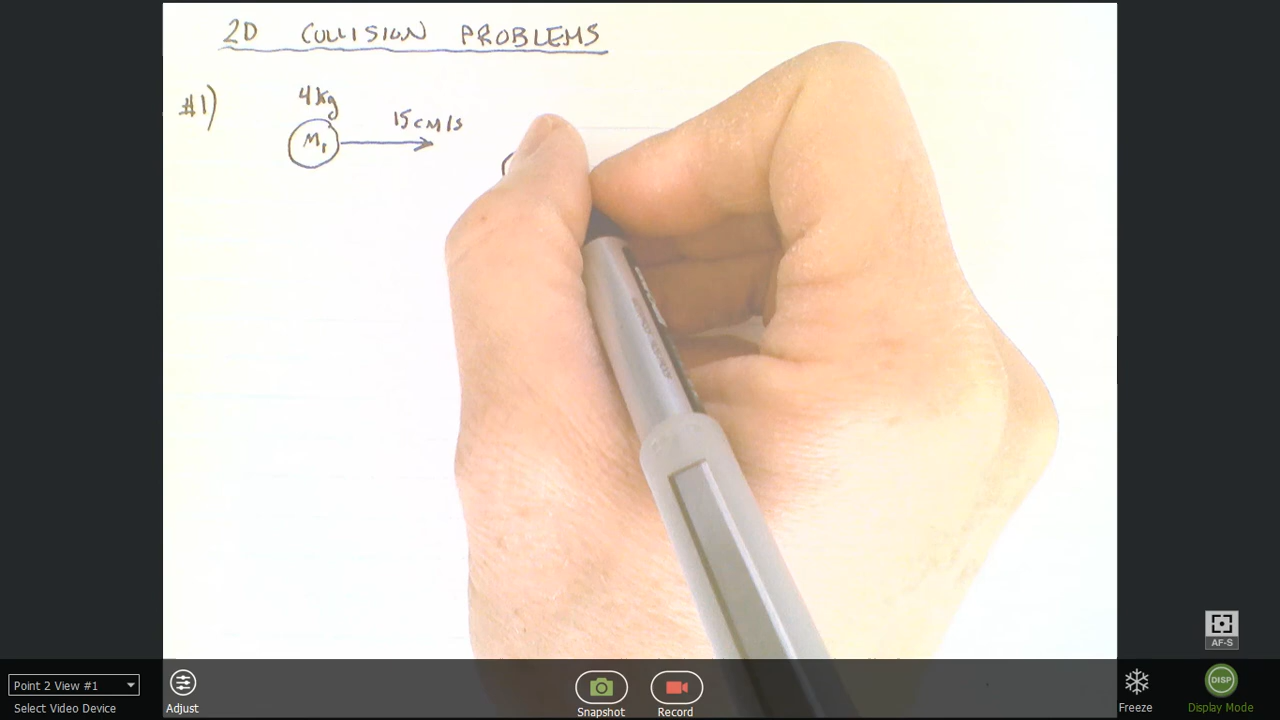 2D COLLISION PROBLEMS
#1)
4kg
M1
15cm/s
AF-S
Point 2 View #1
Select Video Device
Adjust
Snapshot
Record
Freeze
DISP
Display Mode